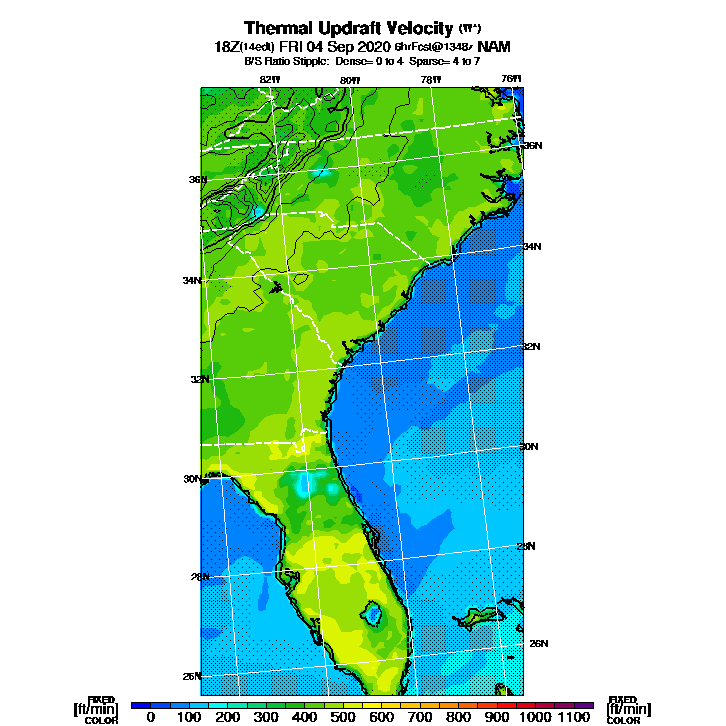 Thermal Updraft Velocity (W*)
18Z(14edt) FRI 04 Sep 2020 6hrFcst@1348z NAM
B/S Ratio Stipple: Dense= 0 to 4 Sparse= 4 to 7
82W 80W 78W 76W
36N
36N
34N
34N
32N
32N
30N
30N
28N
28N
26N
26N
FIXED FIXED
[ft/min] 0 100 200 300 400 500 600 700 800 900 1000 1100 [ft/min]
COLOR COLOR